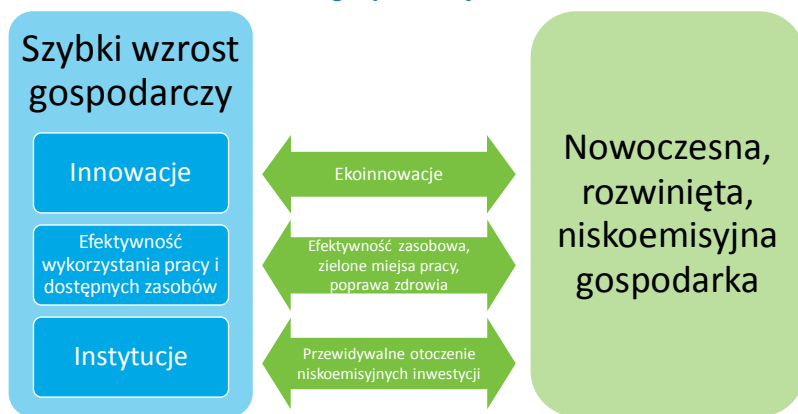 Szybki wzrost
gospodarczy
Innowacje
Efektywność
wykorzystania pracy i
dostępnych zasobów
Instytucje
Ekoinnowacje
Efektywność zasobowa,
zielone miejsa pracy,
poprawa zdrowia
Przewidywalne otoczenie
niskoemisyjnych inwestycji
Nowoczesna,
rozwinięta,
niskoemisyjna
gospodarka